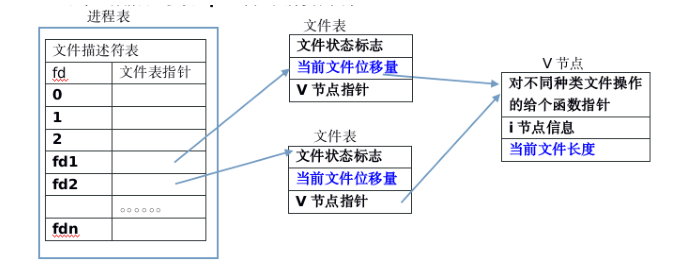 进程表
文件描述符表
fd 文件表指针
0
1
2
fd1
fd2
。。。。。。
fdn
文件表
文件状态标志
当前文件位移量
V 节点指针
文件表
文件状态标志
当前文件位移量
V 节点指针
V 节点
对不同种类文件操作
的给个函数指针
i 节点信息
当前文件长度